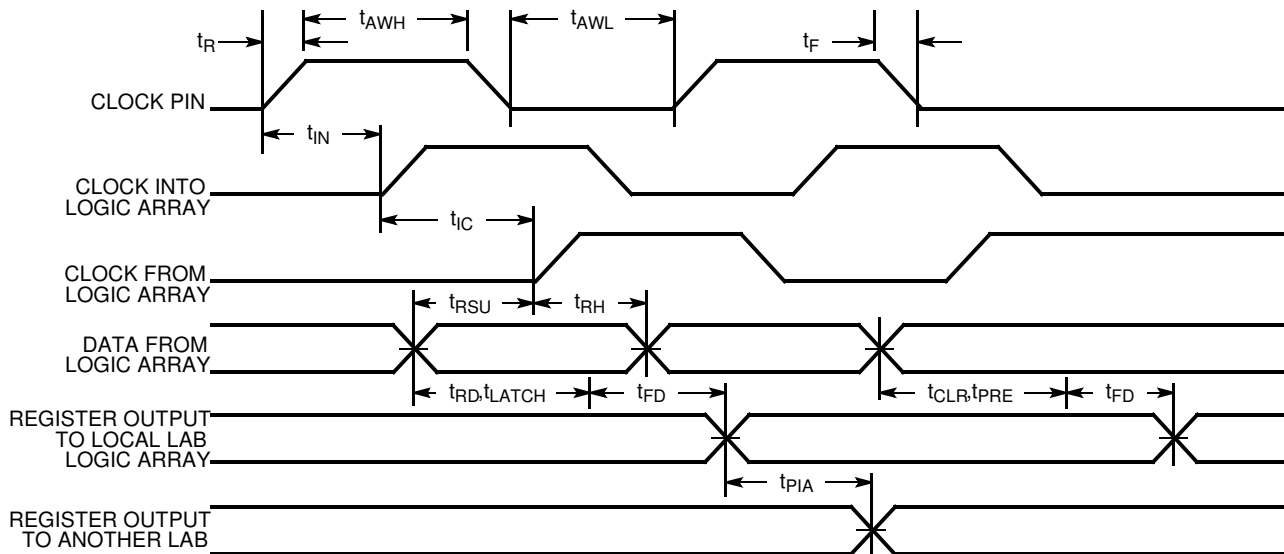 tAWH
tAWL
tR
tF
CLOCK PIN
tIN
CLOCK INTO
LOGIC ARRAY
tIC
CLOCK FROM
LOGIC ARRAY
tRSU
tRH
DATA FROM
LOGIC ARRAY
tRD,tLATCH
tFD
tCLR,tPRE
tFD
REGISTER OUTPUT
TO LOCAL LAB
LOGIC ARRAY
tPIA
REGISTER OUTPUT
TO ANOTHER LAB